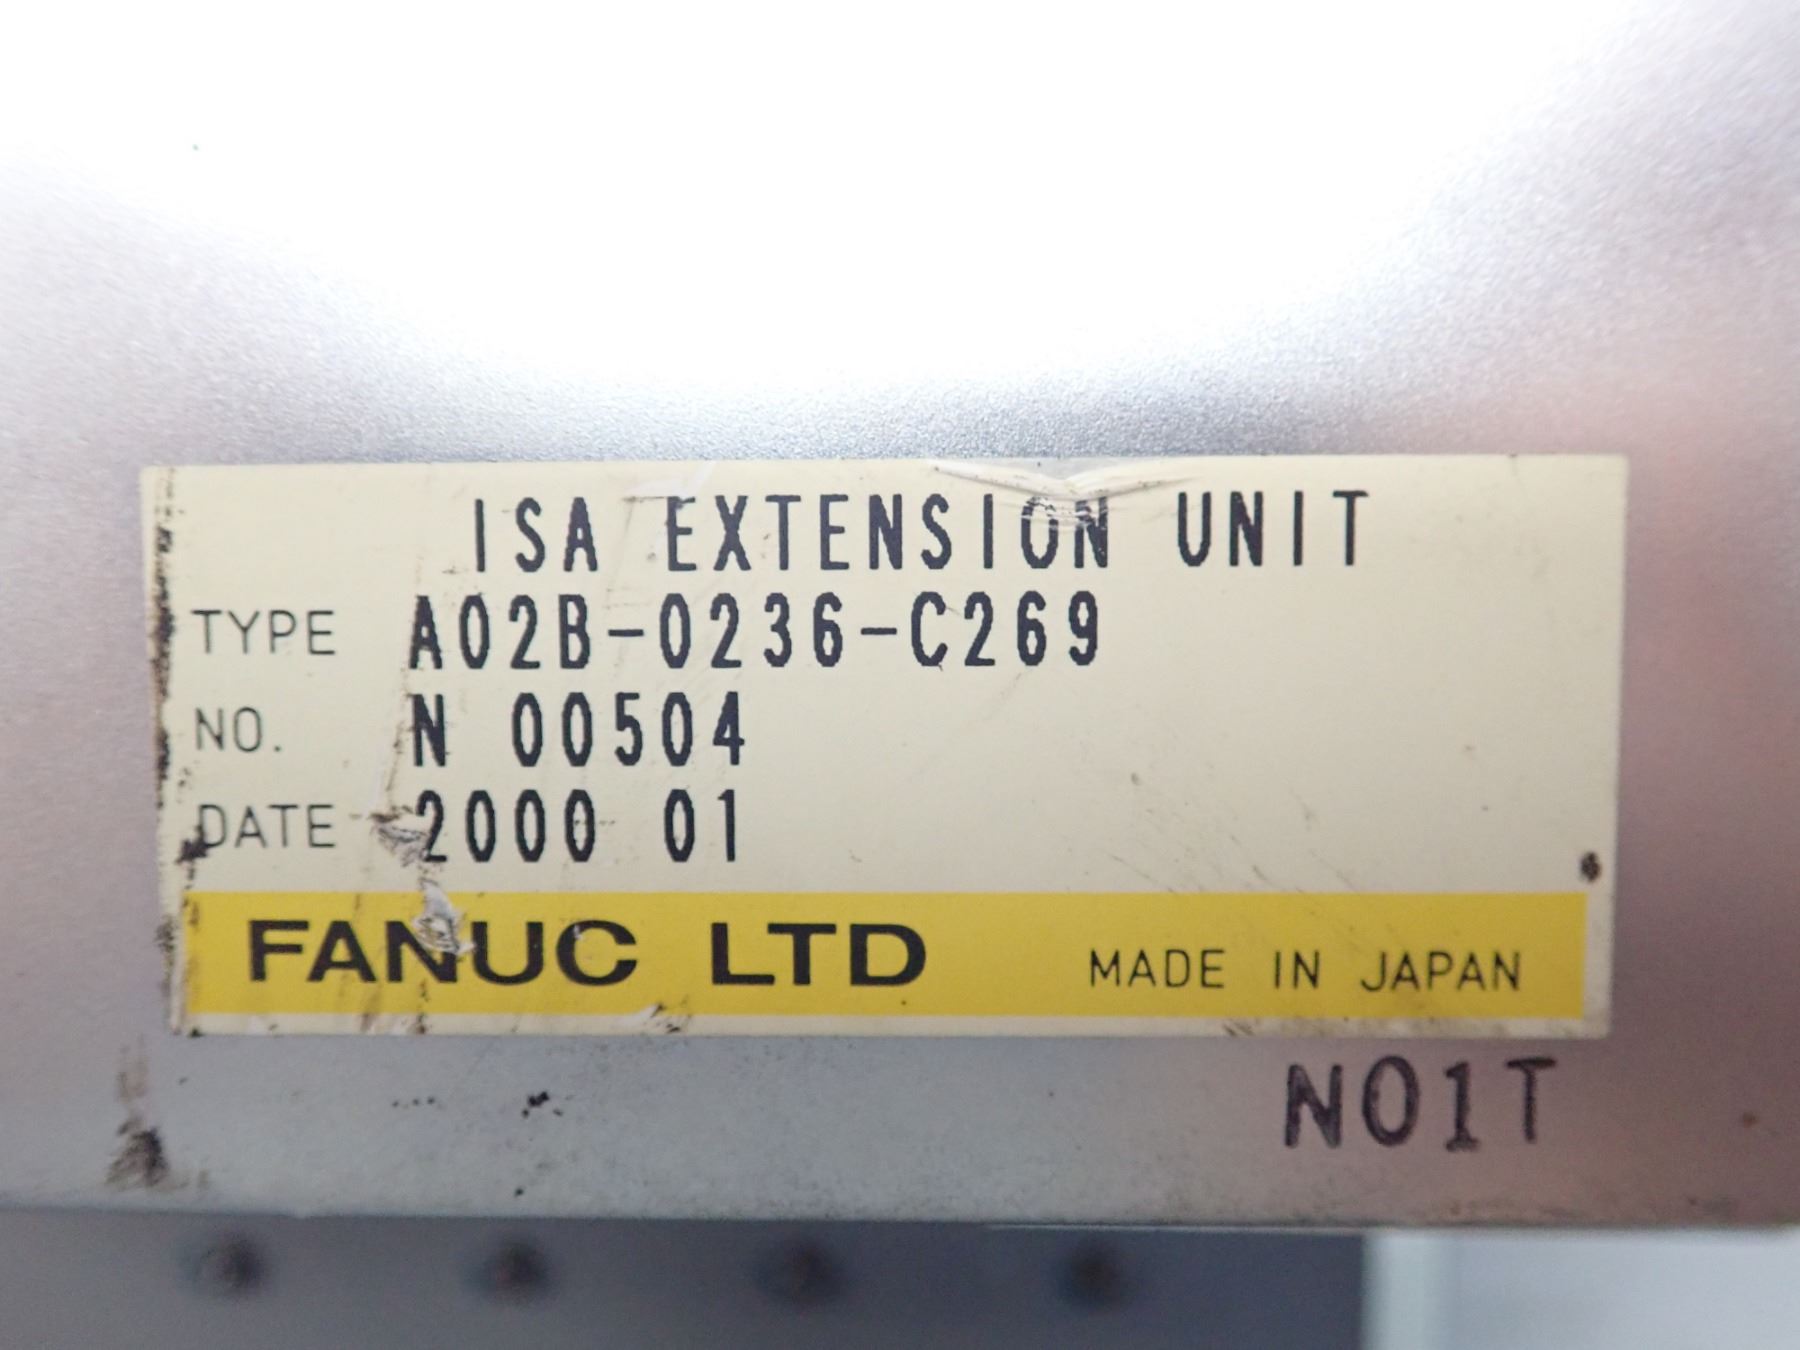 ISA EXTENSION UNIT
TYPE A02B-0236-C269
NO. N 00504
DATE 2000 01
FANUC LTD MADE IN JAPAN
N01T